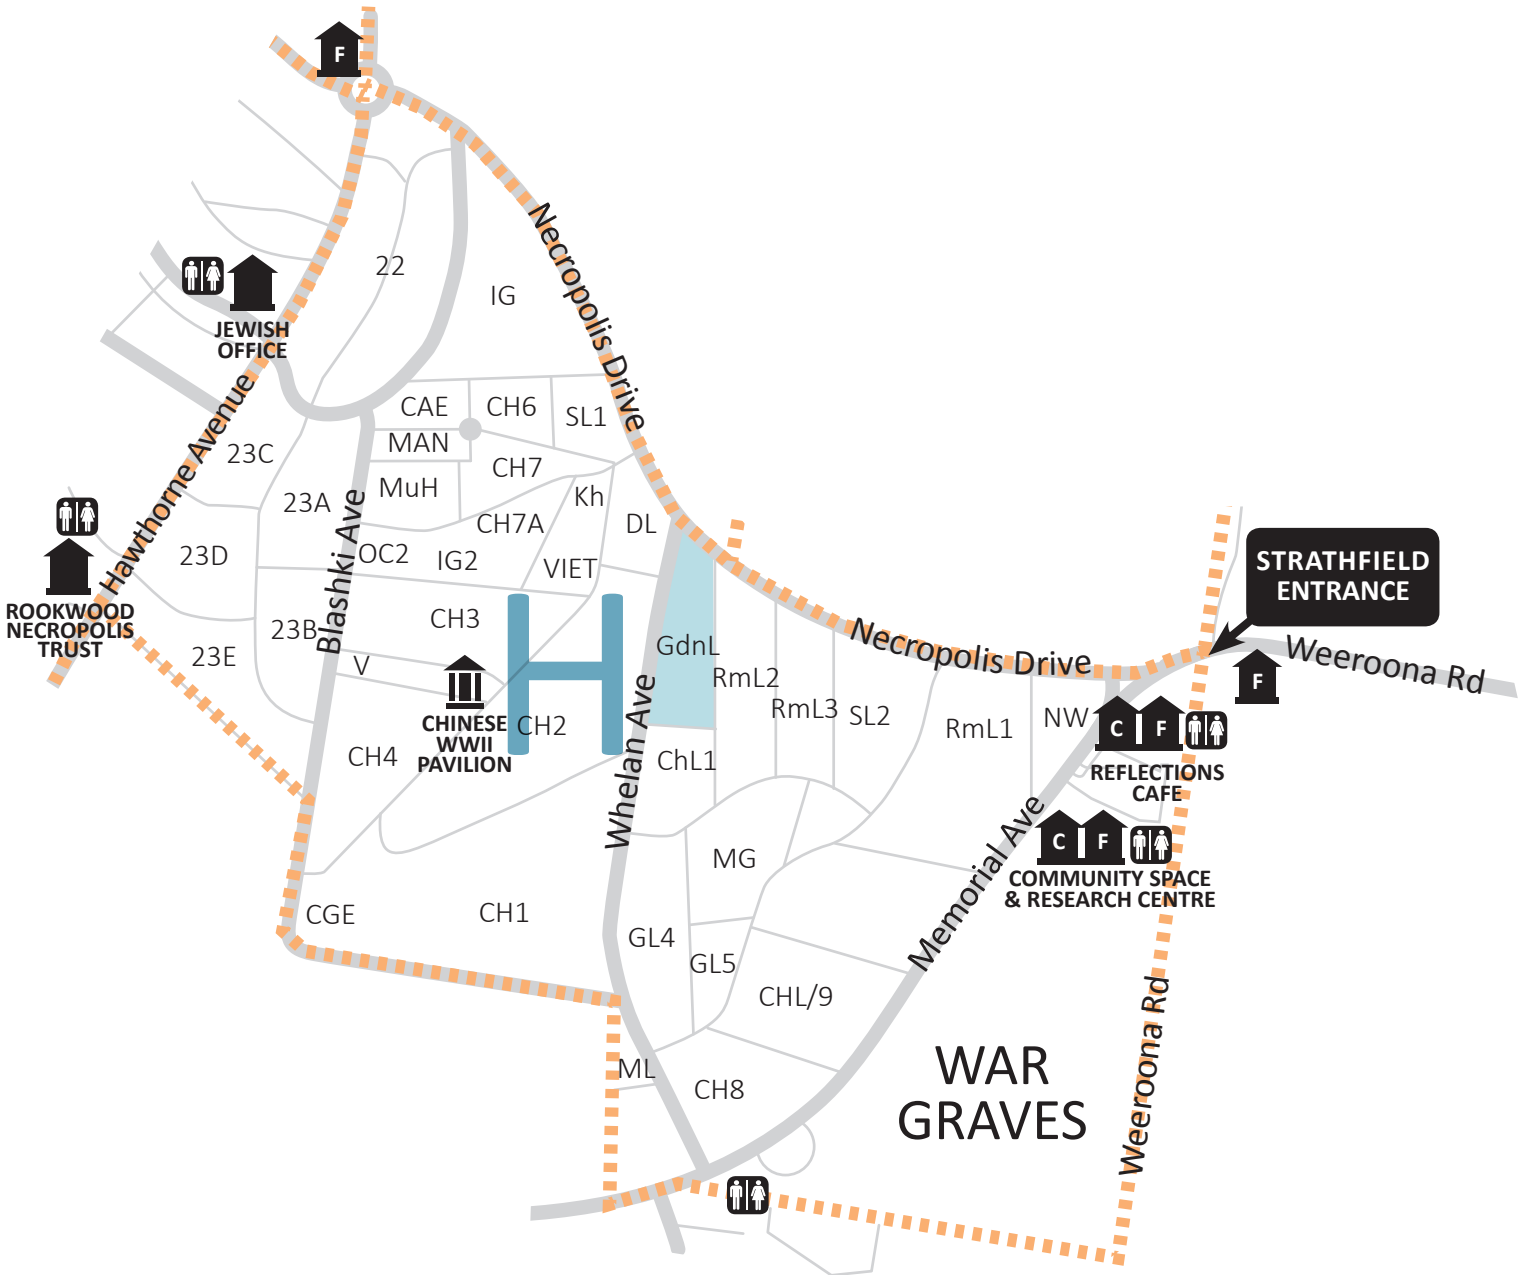 F
Necropolis Drive
22
IG
JEWISH
OFFICE
Hawthorne Avenue
CAE
CH6
SL1
MAN
23C
CH7
MuH
Kh
23A
Blashki Ave
CH7A
DL
OC2
IG2
VIET
23D
STRATHFIELD
ENTRANCE
ROOKWOOD
NECROPOLIS
TRUST
23B
CH3
H
GdnL
Necropolis Drive
Weeroona Rd
23E
V
RmL2
F
RmL3
SL2
NW
RmL1
C
F
CHINESE
WWII
PAVILION
CH2
CH4
Whelan Ave
ChL1
REFLECTIONS
CAFE
MG
Memorial Ave
C
F
COMMUNITY SPACE
& RESEARCH CENTRE
CGE
CH1
GL4
GL5
CHL/9
Weeroona Rd
WAR
GRAVES
ML
CH8